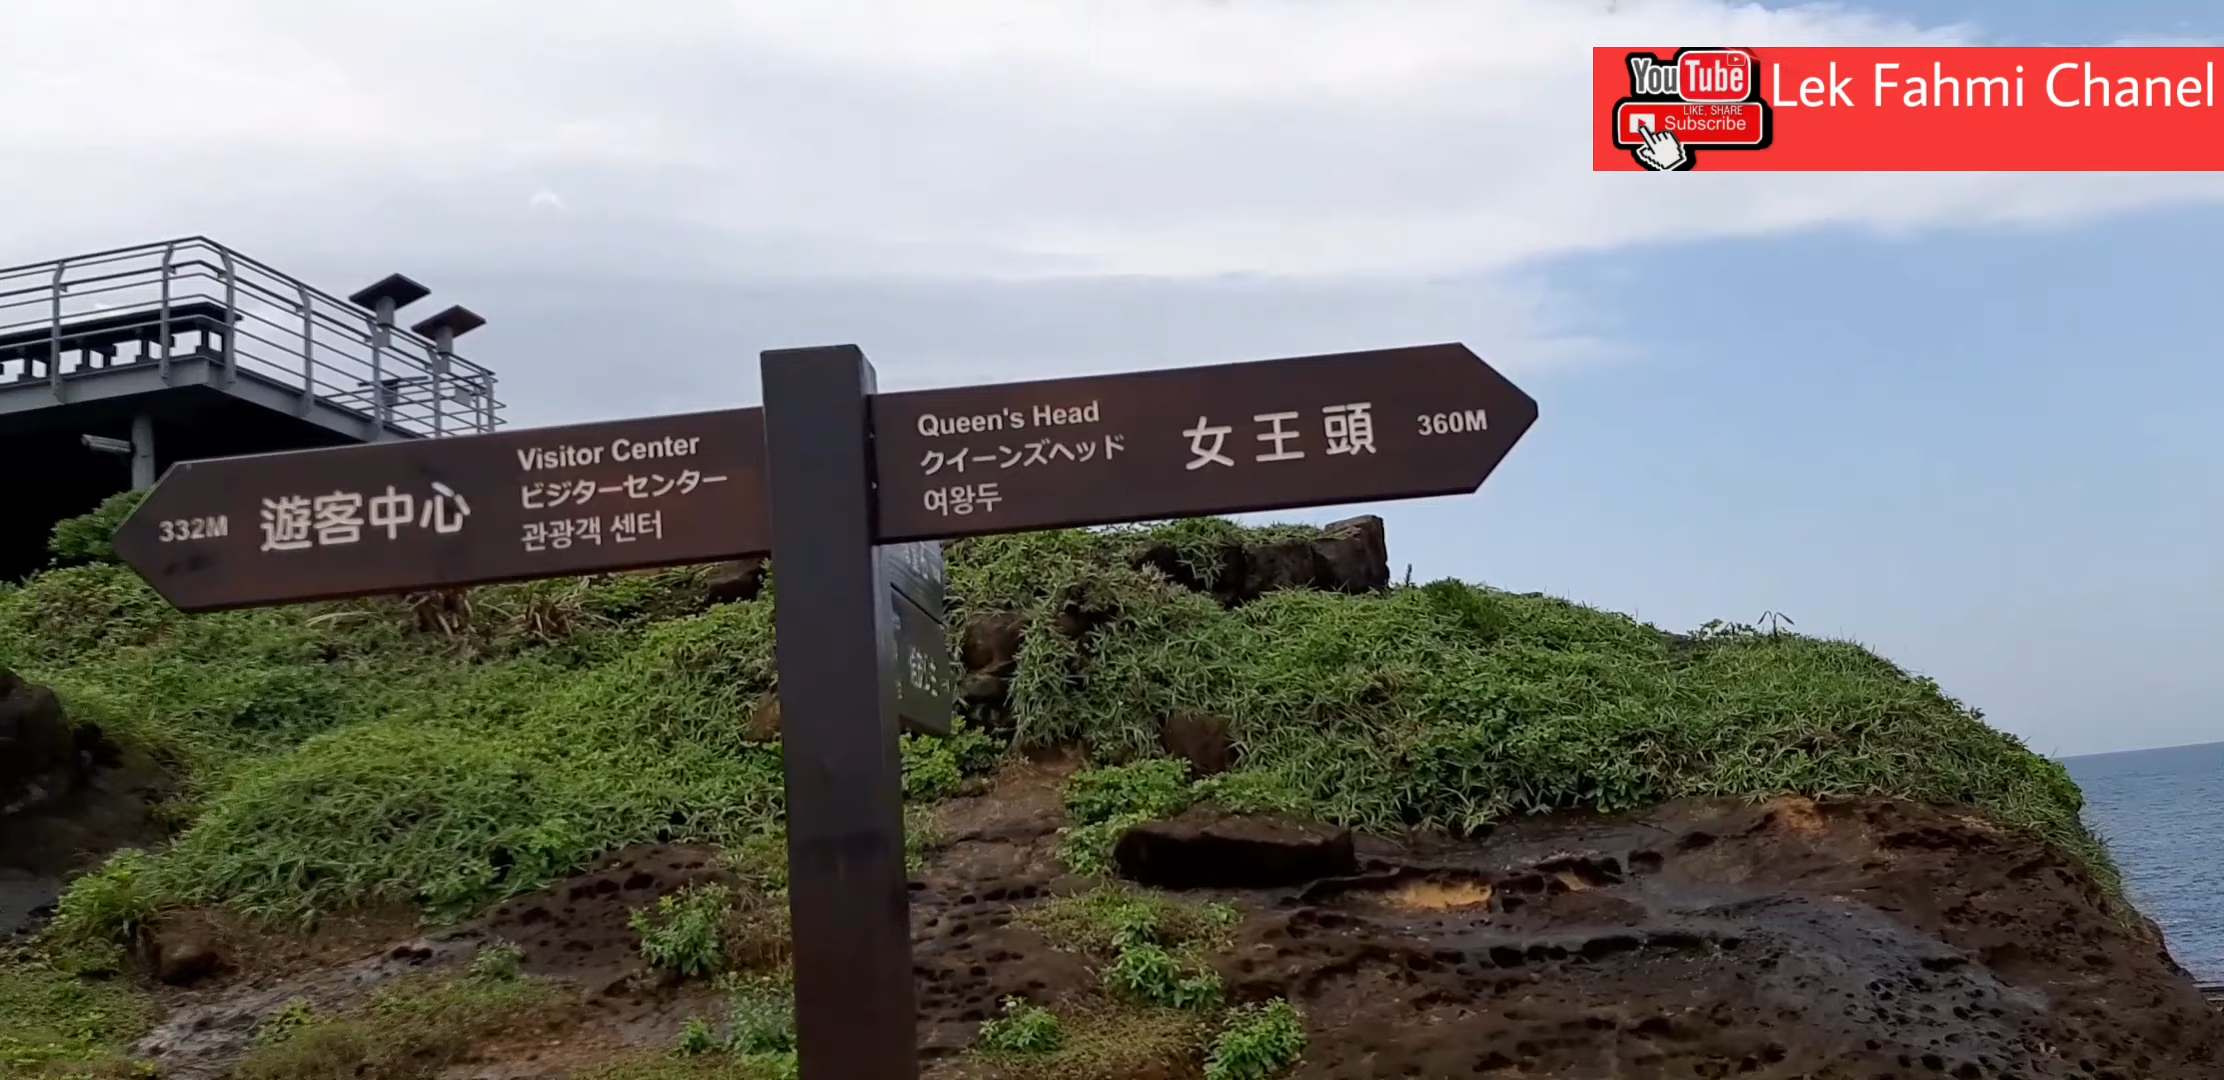 YouTube
LIKE, SHARE
Subscribe
Lek Fahmi Chanel
332M
遊客中心
Visitor Center
ビジターセンター
관광객 센터
Queen's Head
クイーンズヘッド
여왕두
女王頭
360M